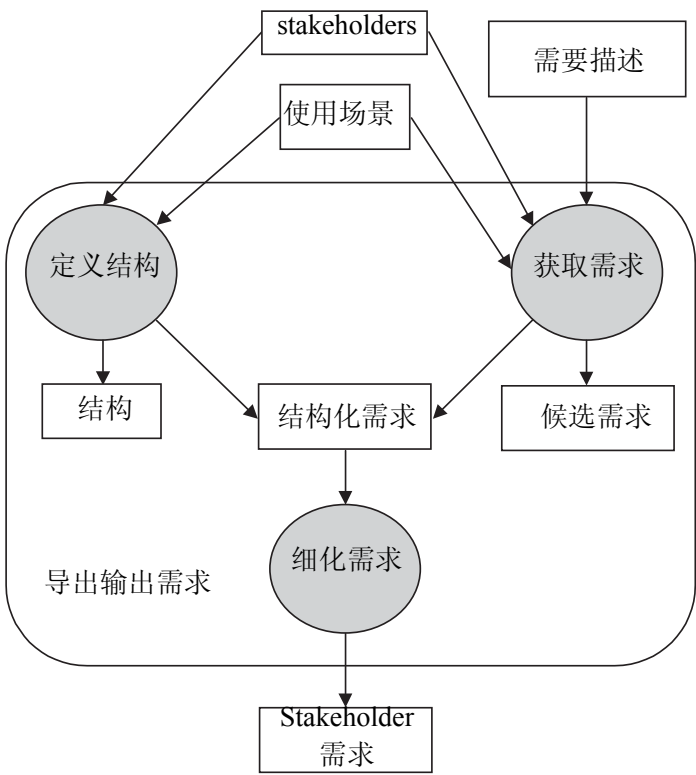 stakeholders
需要描述
使用场景
定义结构
获取需求
结构
结构化需求
候选需求
细化需求
导出输出需求
Stakeholder
需求